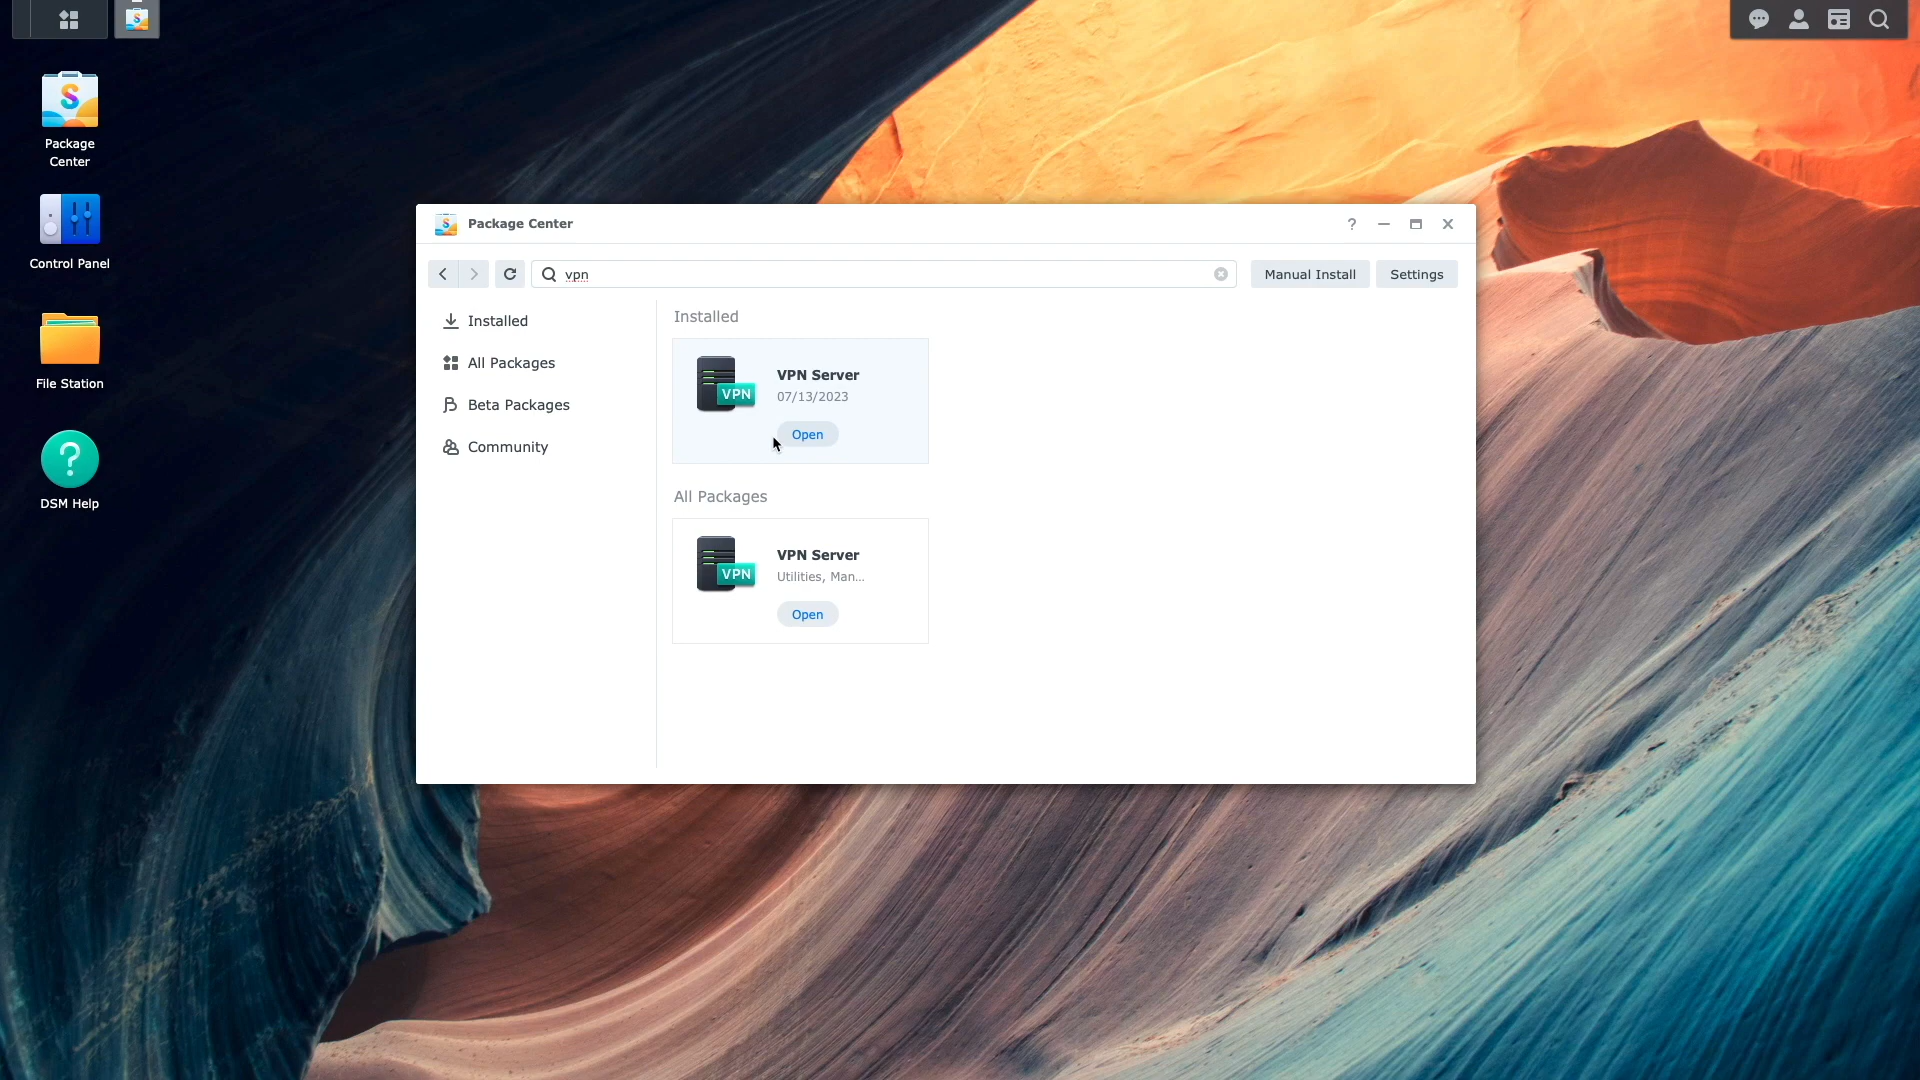 Package
Center
Control Panel
File Station
DSM Help
Package Center
vpn
Manual Install
Settings
Installed
All Packages
Beta Packages
Community
Installed
VPN
VPN Server
07/13/2023
Open
All Packages
VPN
VPN Server
Utilities, Man...
Open